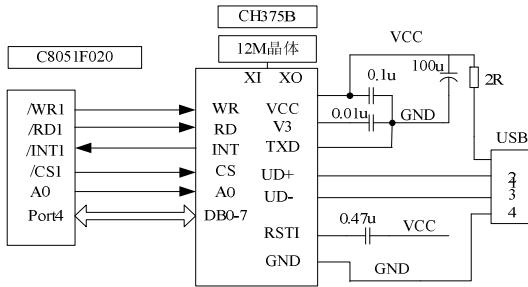 CH375B
C8051F020
12M晶体
VCC
XI XO
0.1u
100u
2R
/WR1
WR
VCC
/RD1
RD
V3
0.01u
GND
/INT1
INT
TXD
USB
/CS1
CS
UD+
2
1
A0
A0
UD-
3
Port4
DB0-7
4
0.47u
RSTI
VCC
GND
GND